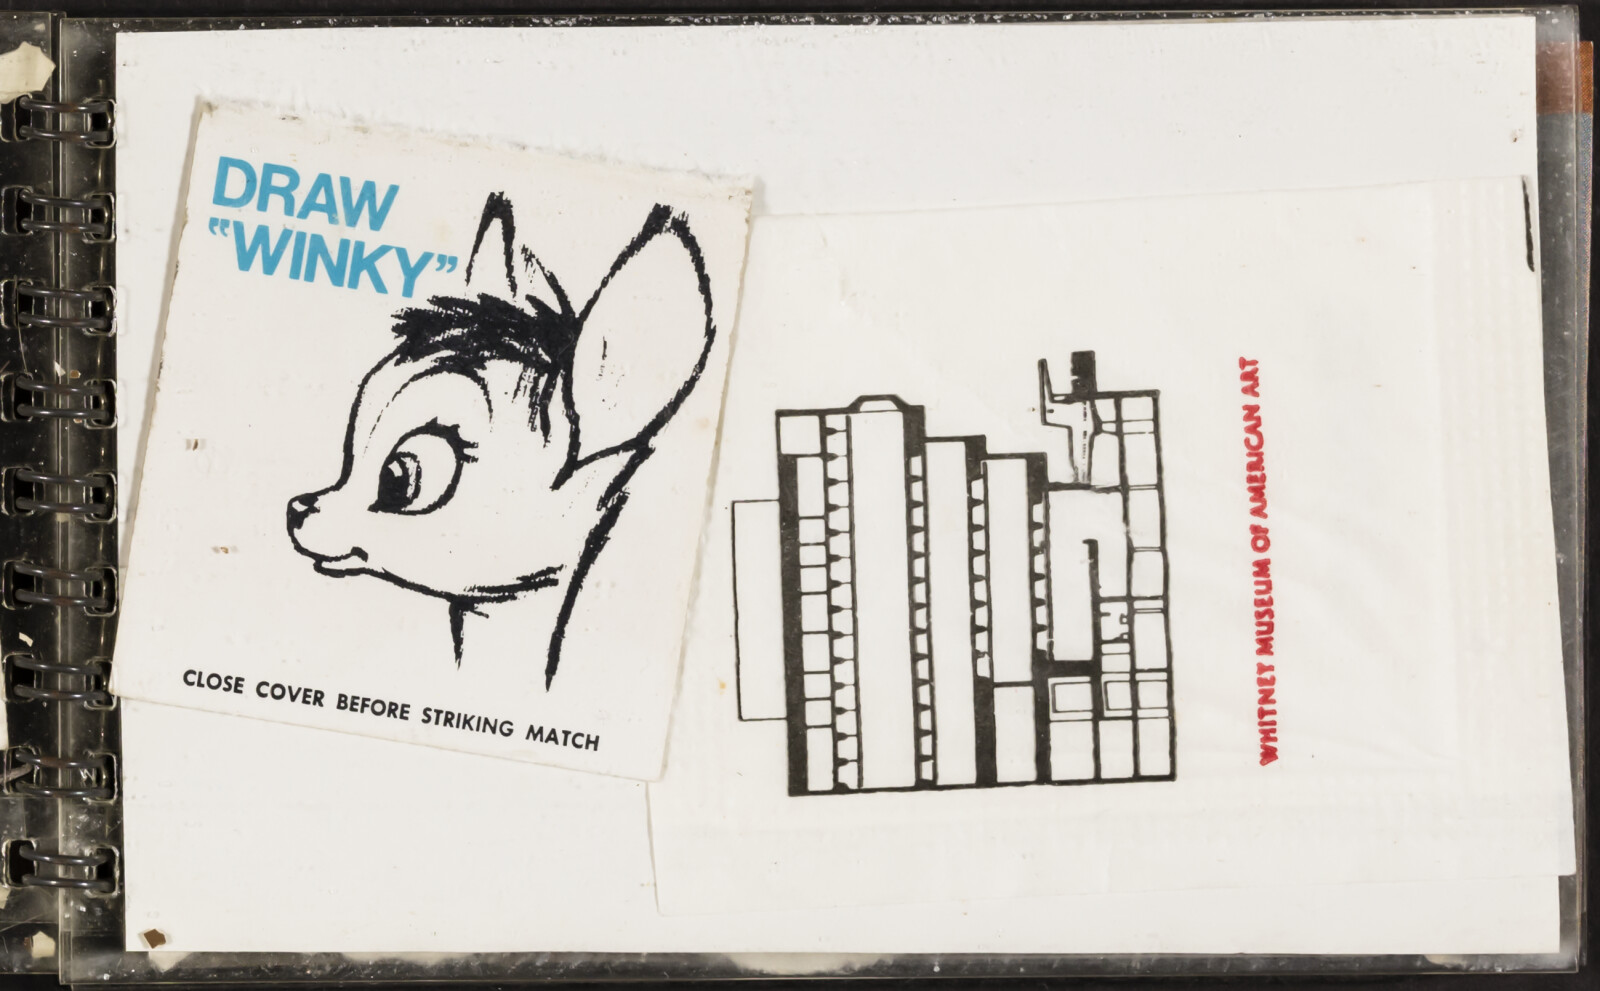 DRAW
"WINKY"
CLOSE COVER BEFORE STRIKING MATCH
WHITNEY MUSEUM OF AMERICAN ART